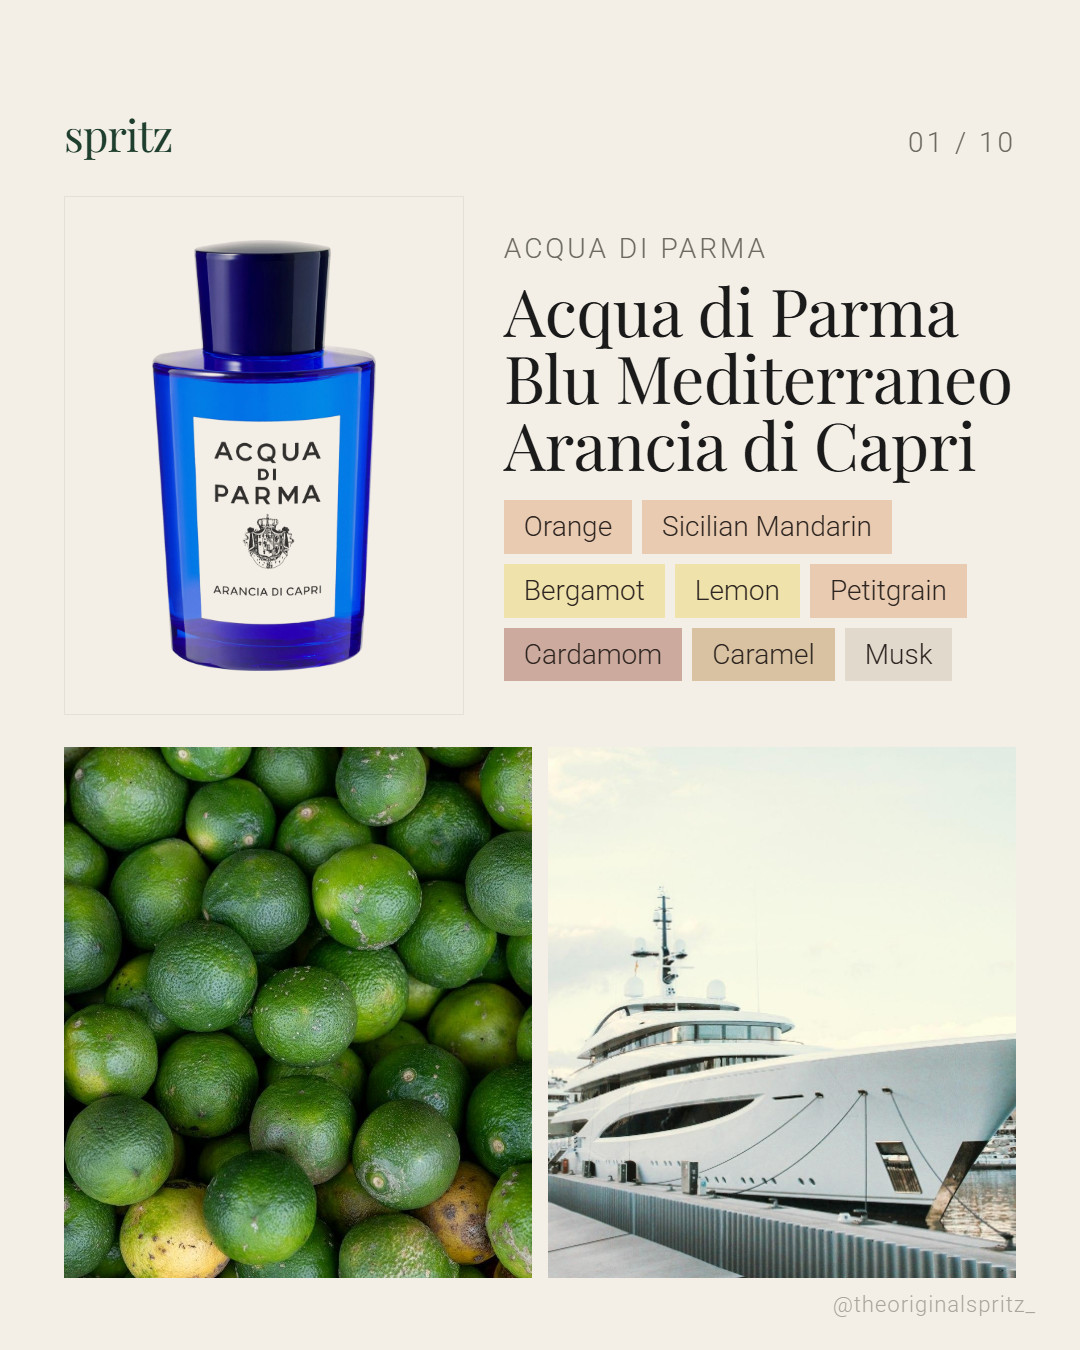 spritz
01 / 10
ACQUA DI PARMA
Acqua di Parma
Blu Mediterraneo
Arancia di Capri
Orange
Sicilian Mandarin
Bergamot
Lemon
Petitgrain
Cardamom
Caramel
Musk
ACQUA
DI
PARMA
ARANCIA DI CAPRI
@theoriginalspritz_